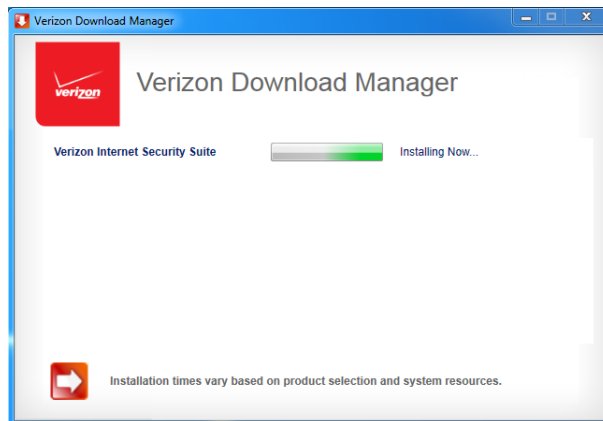 Verizon Download Manager
verizon
Verizon Download Manager
Verizon Internet Security Suite Installing Now...
Installation times vary based on product selection and system resources.